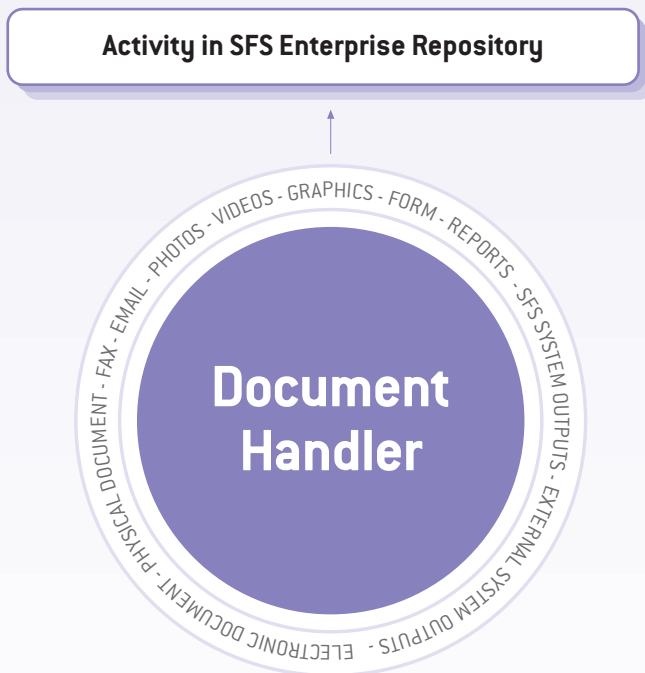 Activity in SFS Enterprise Repository
PHYSICAL DOCUMENT - FAX - EMAIL - PHOTOS - VIDEOS - GRAPHICS - FORM - REPORTS - SFS SYSTEM OUTPUTS - EXTERNAL SYSTEM OUTPUTS - ELECTRONIC DOCUMENT -
Document
Handler